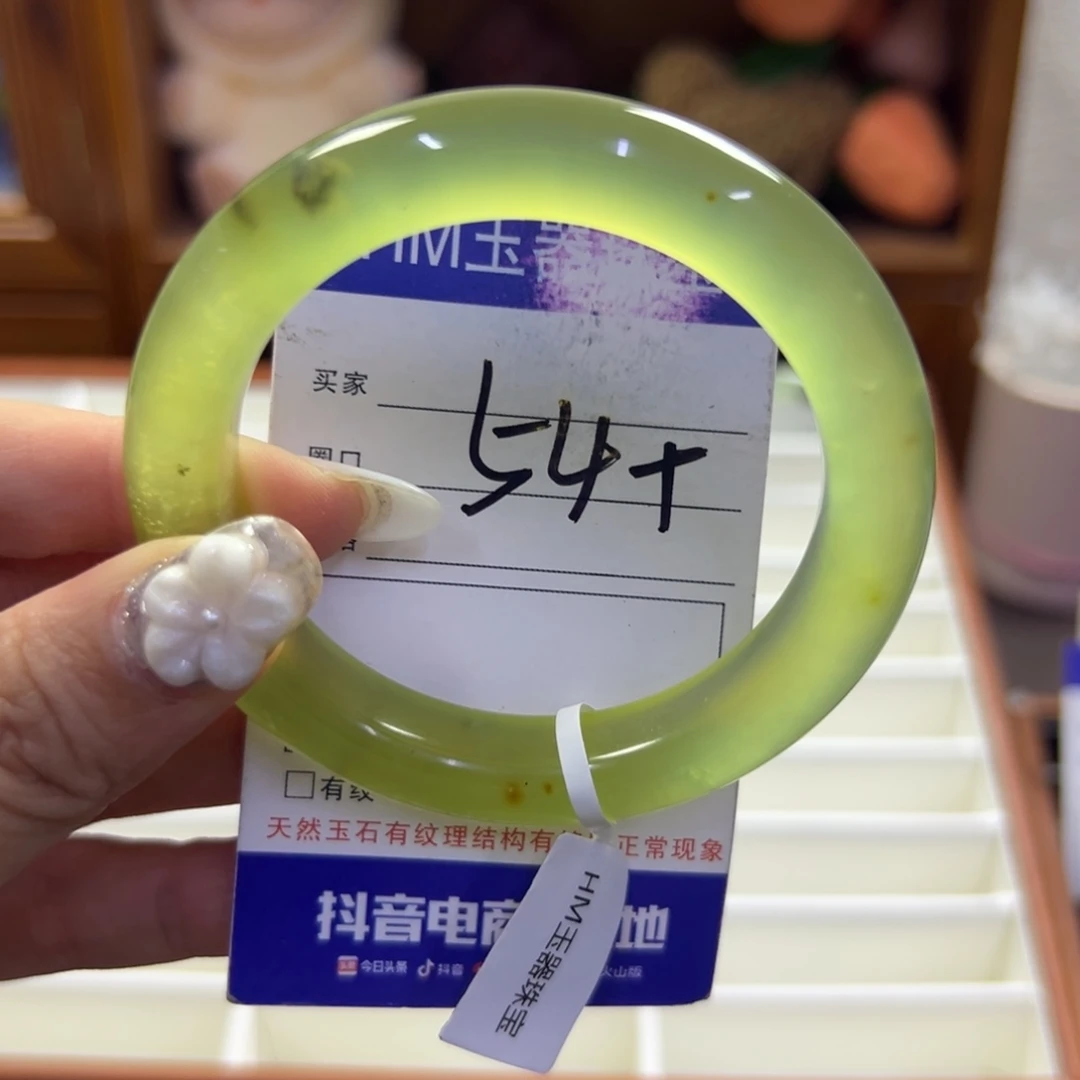 HM玉器
买家
54+
圈口
有纹
天然玉石有纹理结构有 正常现象
抖音电商 地
今日头条 抖音 火山版
HM玉器珠宝